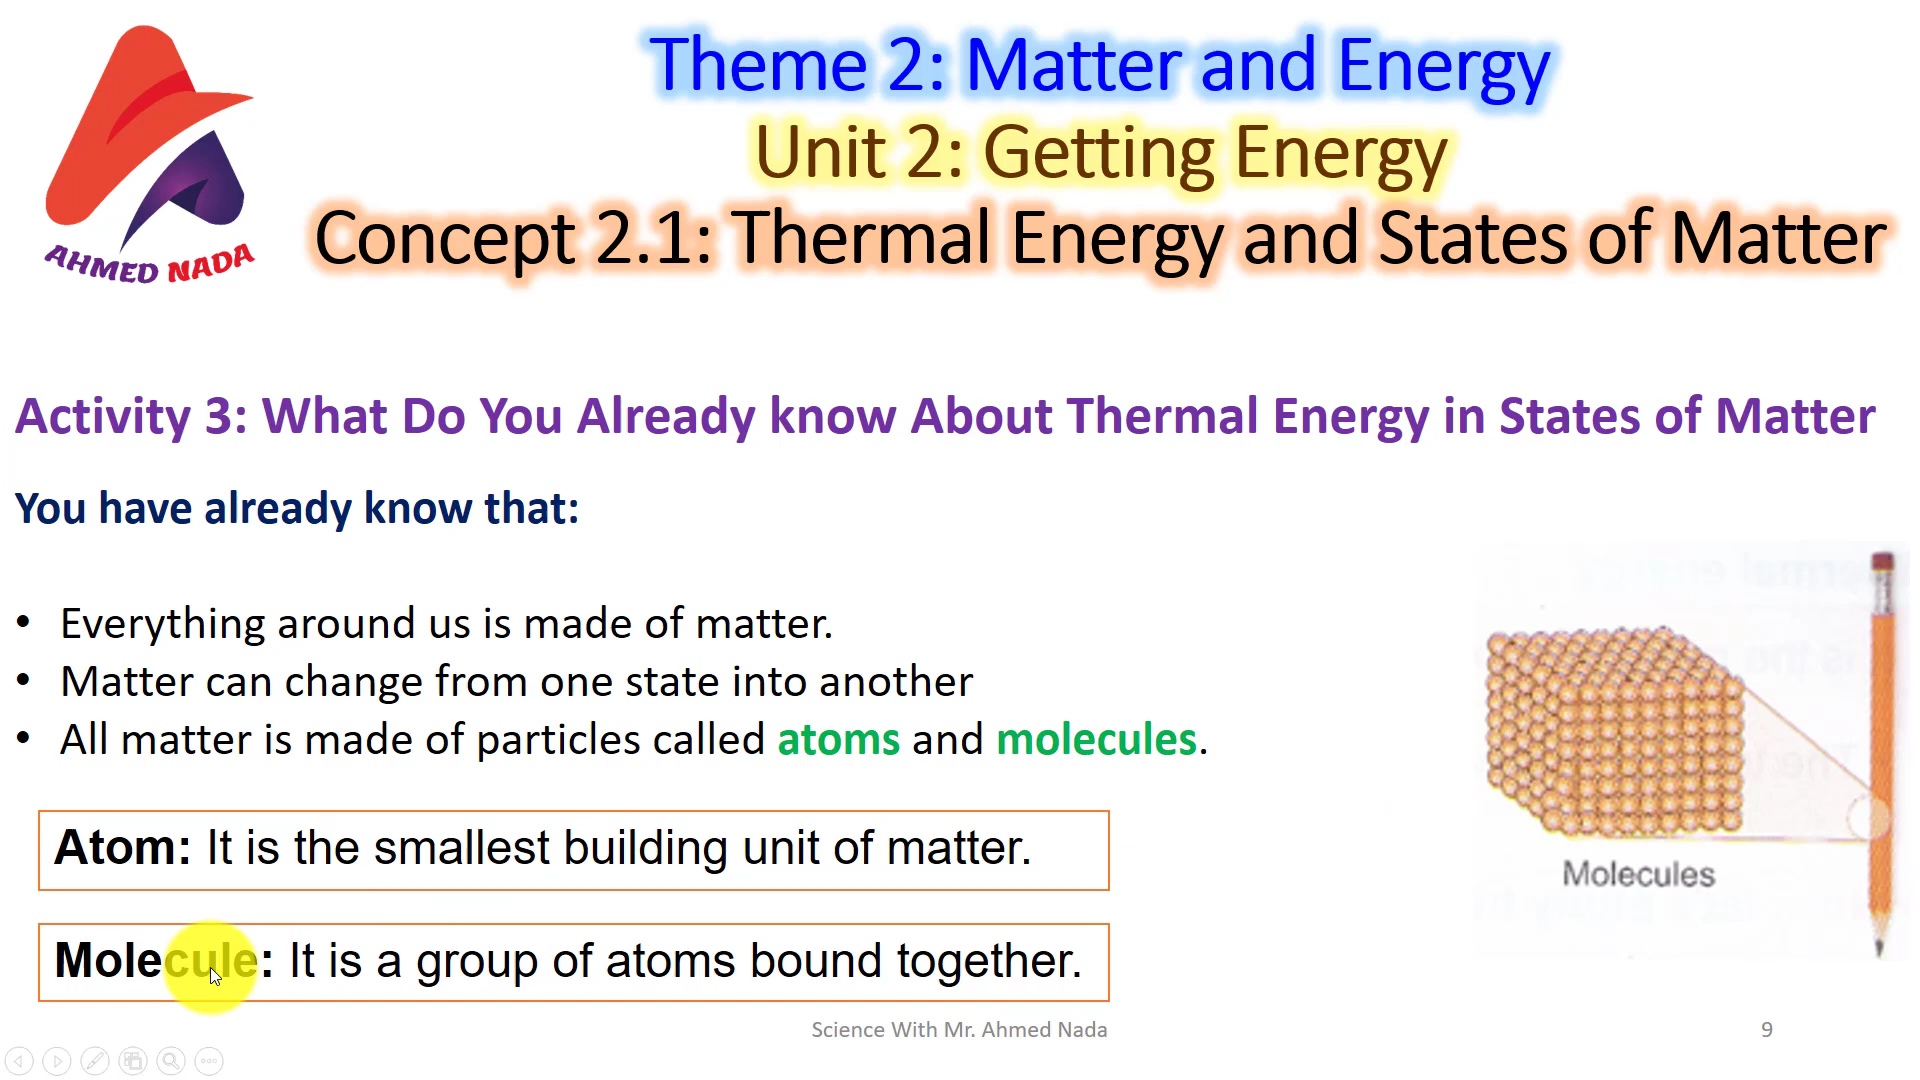 Theme 2: Matter and Energy
Unit 2: Getting Energy
Concept 2.1: Thermal Energy and States of Matter
AHMED NADA
Activity 3: What Do You Already know About Thermal Energy in States of Matter
You have already know that:
• Everything around us is made of matter.
• Matter can change from one state into another
• All matter is made of particles called atoms and molecules.
Atom: It is the smallest building unit of matter.
Molecule: It is a group of atoms bound together.
Molecules
Science With Mr. Ahmed Nada
9